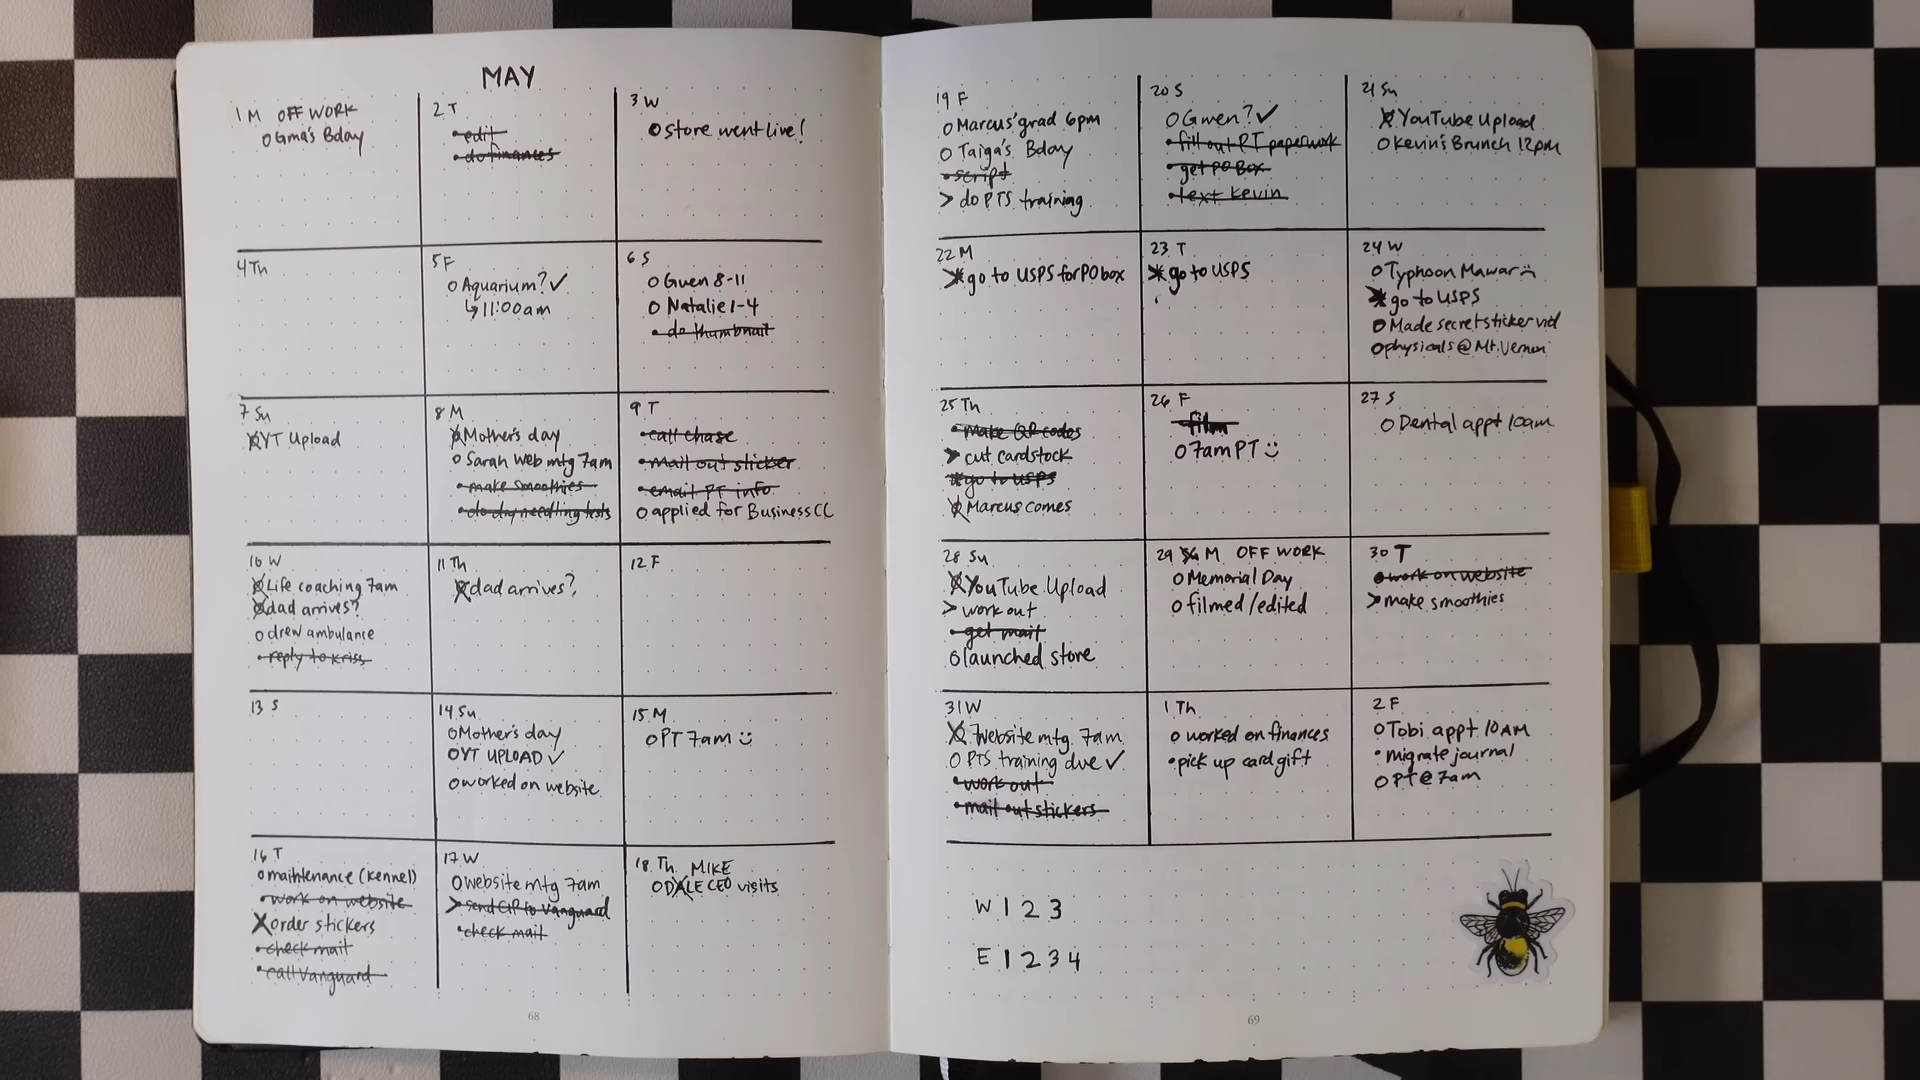 MAY
1 M OFF WORK
Gma's Bday
2 T
edit
do finances
3 W
store went live!
4 Th
5 F
Aquarium? ✓
↳ 11:00am
6 S
Gwen 8-11
Natalie 1-4
do thumbnail
7 Su
YT Upload
8 M
Mother's day
Sarah web mtg 7am
make smoothies
do dry needling tests
9 T
call chase
mail out sticker
email PT info
applied for Business CC
10 W
Life coaching 7am
dad arrives?
drew ambulance
reply to kriss
11 Th
dad arrives?
12 F
13 S
14 Su
Mother's day
YT UPLOAD ✓
worked on website
15 M
PT 7am
16 T
maintenance (kennel)
work on website
order stickers
check mail
call Vanguard
17 W
website mtg 7am
> send to Vanguard
check mail
18 Th MIKE
DALE CEO visits
68
19 F
Marcus' grad 6pm
Taiga's Bday
script
> do PTS training
20 S
Gwen? ✓
fill out PT paperwork
get PO Box
text Kevin
21 Su
YouTube Upload
Kevin's Brunch 12pm
22 M
go to USPS for PO box
23 T
go to USPS
24 W
Typhoon Mawar
go to USPS
Made secret sticker vid
physicals @ Mt. Vernon
25 Th
make QR codes
> cut cardstock
go to USPS
Marcus comes
26 F
film
7am PT
27 S
Dental appt 10am
28 Su
YouTube Upload
> work out
get mail
launched store
29 M OFF WORK
Memorial Day
filmed/edited
30 T
work on website
> make smoothies
31 W
Website mtg. 7am
PTS training due ✓
work out
mail out stickers
1 Th
worked on finances
pick up card gift
2 F
Tobi appt 10AM
migrate journal
PT @ 7am
W 1 2 3
E 1 2 3 4
69